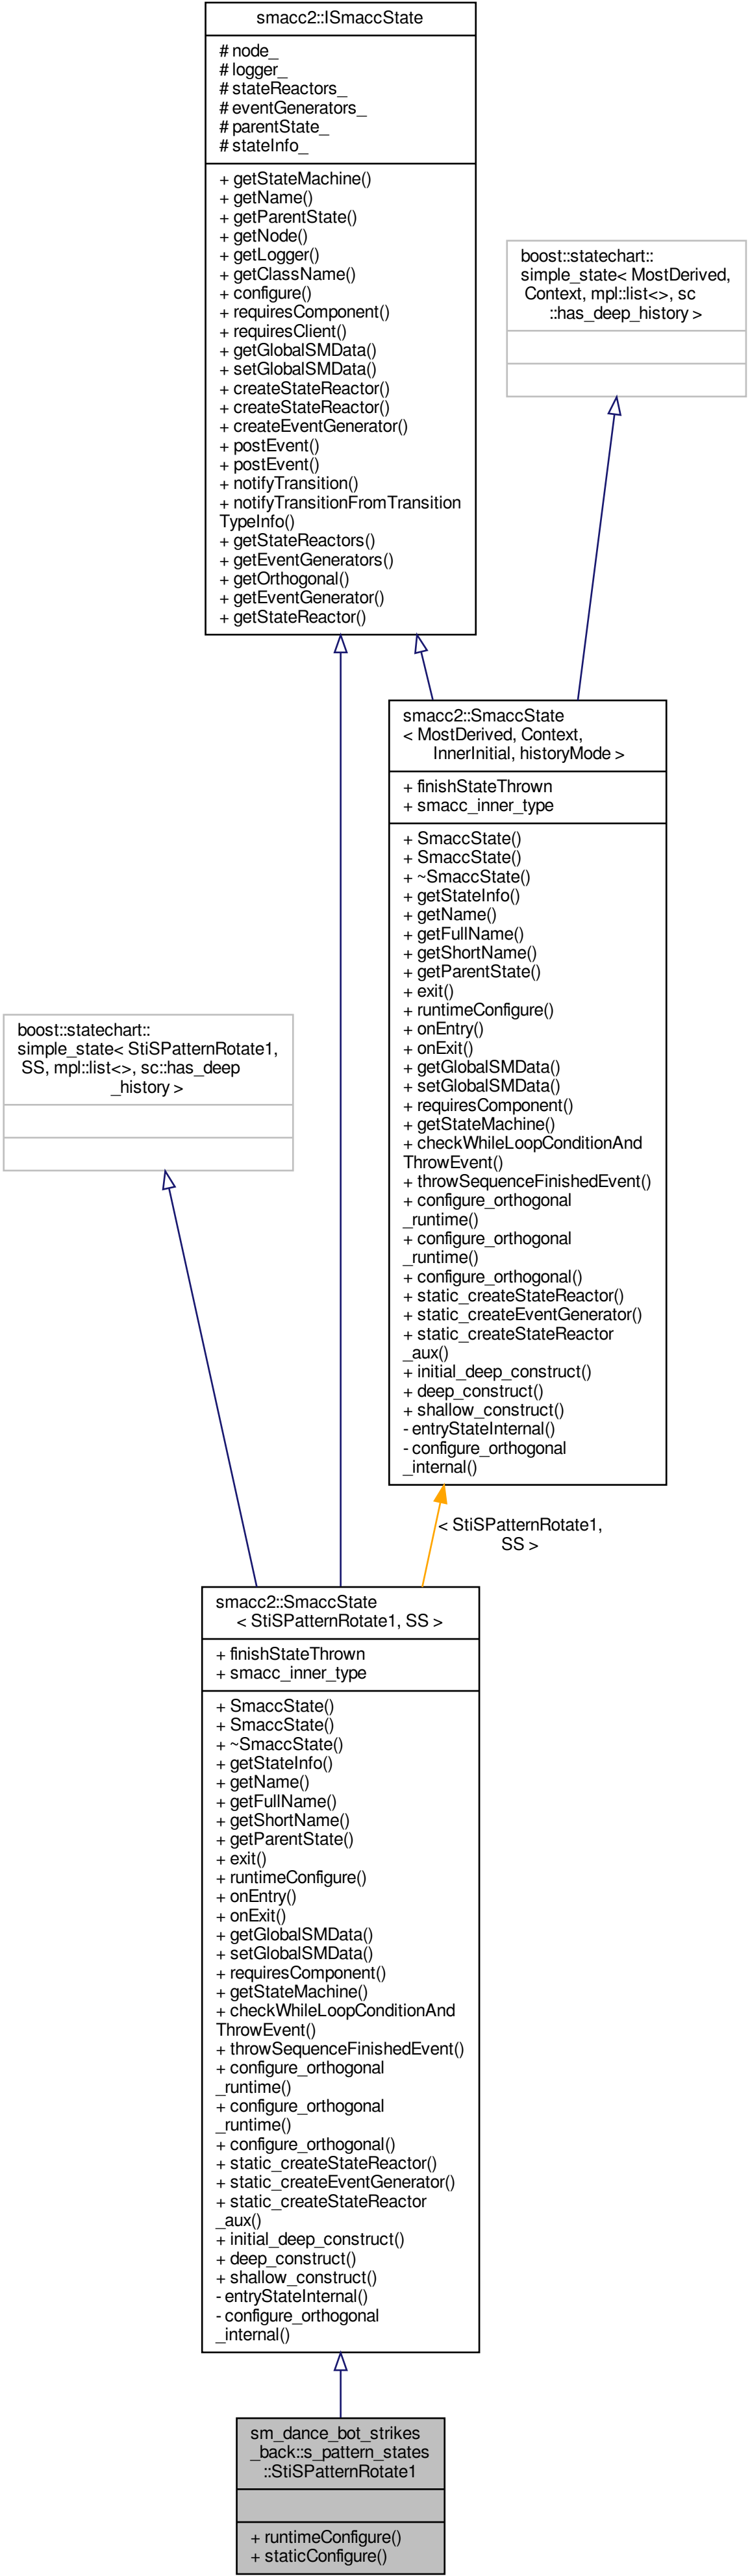 smacc2::ISmaccState
# node_
# logger_
# stateReactors_
# eventGenerators_
# parentState_
# stateInfo_
+ getStateMachine()
+ getName()
+ getParentState()
+ getNode()
+ getLogger()
+ getClassName()
+ configure()
+ requiresComponent()
+ requiresClient()
+ getGlobalSMData()
+ setGlobalSMData()
+ createStateReactor()
+ createStateReactor()
+ createEventGenerator()
+ postEvent()
+ postEvent()
+ notifyTransition()
+ notifyTransitionFromTransition
TypeInfo()
+ getStateReactors()
+ getEventGenerators()
+ getOrthogonal()
+ getEventGenerator()
+ getStateReactor()
boost::statechart::
simple_state< MostDerived,
Context, mpl::list<>, sc
::has_deep_history >
smacc2::SmaccState
< MostDerived, Context,
InnerInitial, historyMode >
+ finishStateThrown
+ smacc_inner_type
+ SmaccState()
+ SmaccState()
+ ~SmaccState()
+ getStateInfo()
+ getName()
+ getFullName()
+ getShortName()
+ getParentState()
+ exit()
+ runtimeConfigure()
+ onEntry()
+ onExit()
+ getGlobalSMData()
+ setGlobalSMData()
+ requiresComponent()
+ getStateMachine()
+ checkWhileLoopConditionAnd
ThrowEvent()
+ throwSequenceFinishedEvent()
+ configure_orthogonal
_runtime()
+ configure_orthogonal
_runtime()
+ configure_orthogonal()
+ static_createStateReactor()
+ static_createEventGenerator()
+ static_createStateReactor
_aux()
+ initial_deep_construct()
+ deep_construct()
+ shallow_construct()
- entryStateInternal()
- configure_orthogonal
_internal()
boost::statechart::
simple_state< StiSPatternRotate1,
SS, mpl::list<>, sc::has_deep
_history >
< StiSPatternRotate1,
SS >
smacc2::SmaccState
< StiSPatternRotate1, SS >
+ finishStateThrown
+ smacc_inner_type
+ SmaccState()
+ SmaccState()
+ ~SmaccState()
+ getStateInfo()
+ getName()
+ getFullName()
+ getShortName()
+ getParentState()
+ exit()
+ runtimeConfigure()
+ onEntry()
+ onExit()
+ getGlobalSMData()
+ setGlobalSMData()
+ requiresComponent()
+ getStateMachine()
+ checkWhileLoopConditionAnd
ThrowEvent()
+ throwSequenceFinishedEvent()
+ configure_orthogonal
_runtime()
+ configure_orthogonal
_runtime()
+ configure_orthogonal()
+ static_createStateReactor()
+ static_createEventGenerator()
+ static_createStateReactor
_aux()
+ initial_deep_construct()
+ deep_construct()
+ shallow_construct()
- entryStateInternal()
- configure_orthogonal
_internal()
sm_dance_bot_strikes
_back::s_pattern_states
::StiSPatternRotate1
+ runtimeConfigure()
+ staticConfigure()